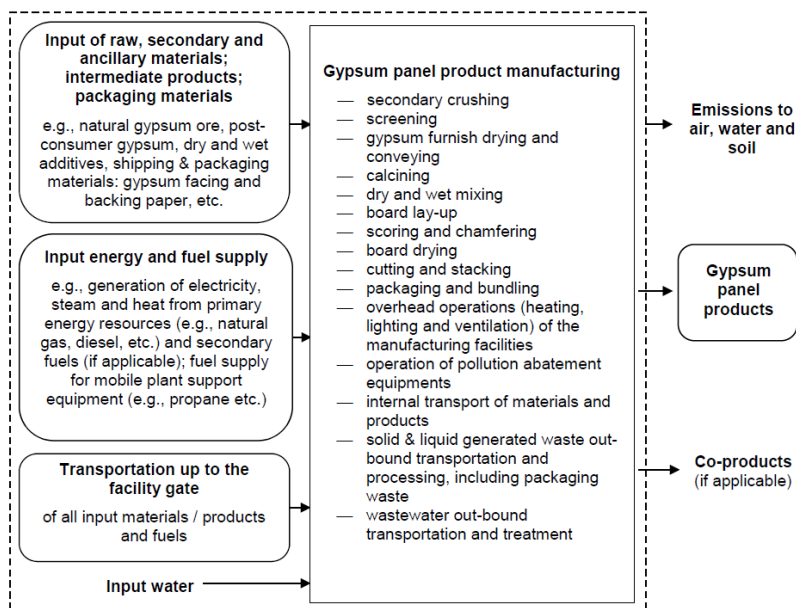 Input of raw, secondary and
ancillary materials;
intermediate products;
packaging materials
e.g., natural gypsum ore, post-
consumer gypsum, dry and wet
additives, shipping & packaging
materials: gypsum facing and
backing paper, etc.
Input energy and fuel supply
e.g., generation of electricity,
steam and heat from primary
energy resources (e.g., natural
gas, diesel, etc.) and secondary
fuels (if applicable); fuel supply
for mobile plant support
equipment (e.g., propane etc.)
Transportation up to the
facility gate
of all input materials / products
and fuels
Input water
Gypsum panel product manufacturing
— secondary crushing
— screening
— gypsum furnish drying and
conveying
— calcining
— dry and wet mixing
— board lay-up
— scoring and chamfering
— board drying
— cutting and stacking
— packaging and bundling
— overhead operations (heating,
lighting and ventilation) of the
manufacturing facilities
— operation of pollution abatement
equipments
— internal transport of materials and
products
— solid & liquid generated waste out-
bound transportation and
processing, including packaging
waste
— wastewater out-bound
transportation and treatment
Emissions to
air, water and
soil
Gypsum
panel
products
Co-products
(if applicable)